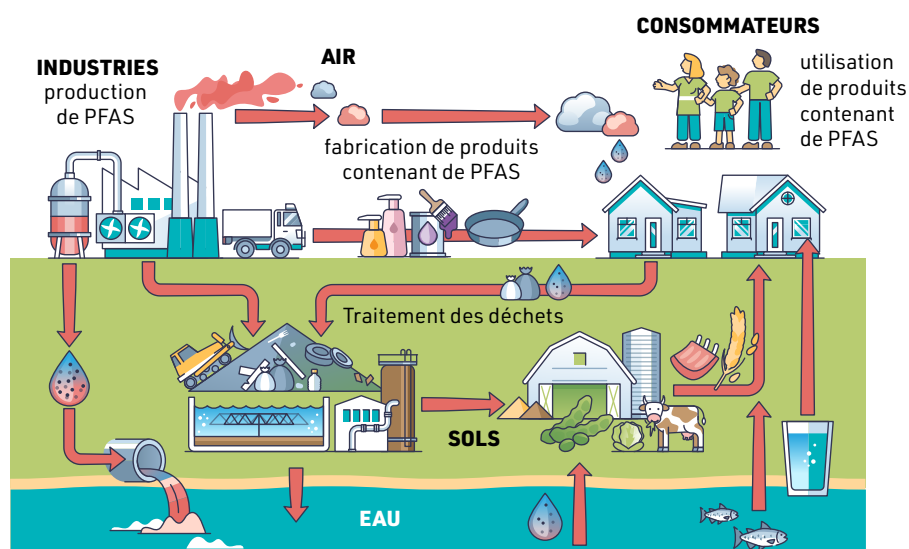 INDUSTRIES
production
de PFAS
AIR
CONSOMMATEURS
utilisation
de produits
contenant
de PFAS
fabrication de produits
contenant de PFAS
Traitement des déchets
SOLS
EAU